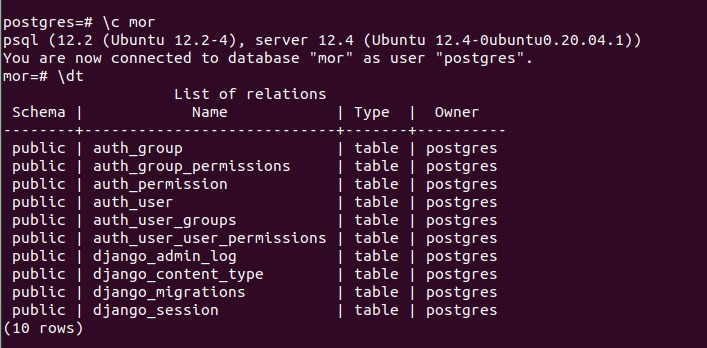 postgres=# \c mor
psql (12.2 (Ubuntu 12.2-4), server 12.4 (Ubuntu 12.4-0ubuntu0.20.04.1))
You are now connected to database "mor" as user "postgres".
mor=# \dt
                   List of relations
 Schema |            Name            | Type  |  Owner
--------+----------------------------+-------+----------
 public | auth_group                 | table | postgres
 public | auth_group_permissions     | table | postgres
 public | auth_permission            | table | postgres
 public | auth_user                  | table | postgres
 public | auth_user_groups           | table | postgres
 public | auth_user_user_permissions | table | postgres
 public | django_admin_log           | table | postgres
 public | django_content_type        | table | postgres
 public | django_migrations          | table | postgres
 public | django_session             | table | postgres
(10 rows)